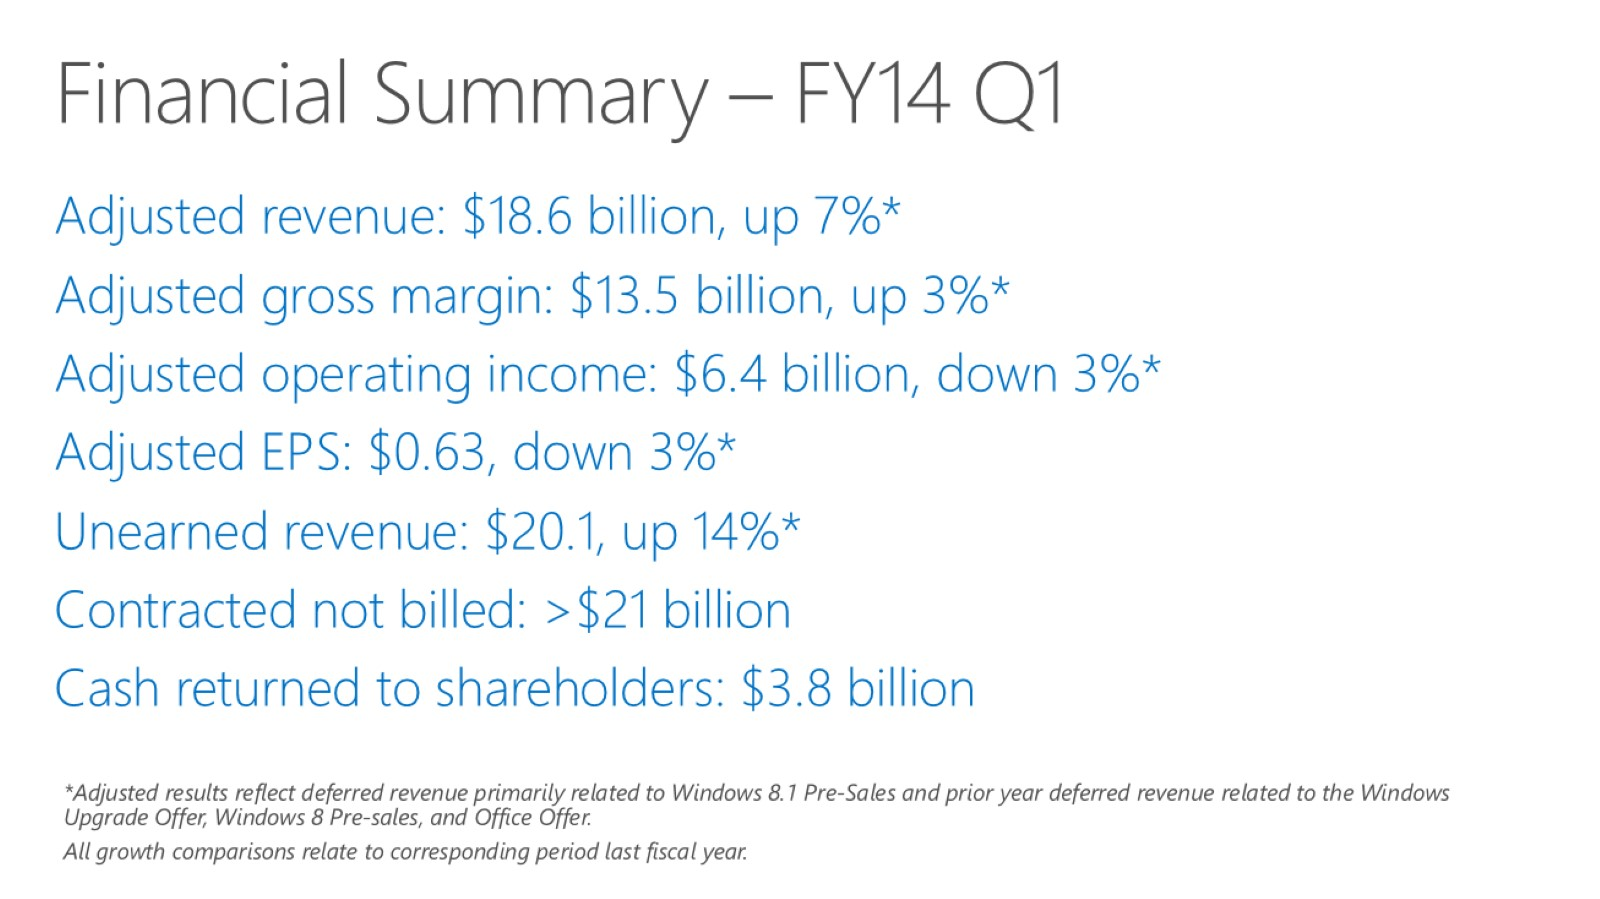 Financial Summary – FY14 Q1
Adjusted revenue: $18.6 billion, up 7%*
Adjusted gross margin: $13.5 billion, up 3%*
Adjusted operating income: $6.4 billion, down 3%*
Adjusted EPS: $0.63, down 3%*
Unearned revenue: $20.1, up 14%*
Contracted not billed: >$21 billion
Cash returned to shareholders: $3.8 billion
*Adjusted results reflect deferred revenue primarily related to Windows 8.1 Pre-Sales and prior year deferred revenue related to the Windows
Upgrade Offer, Windows 8 Pre-sales, and Office Offer.
All growth comparisons relate to corresponding period last fiscal year.